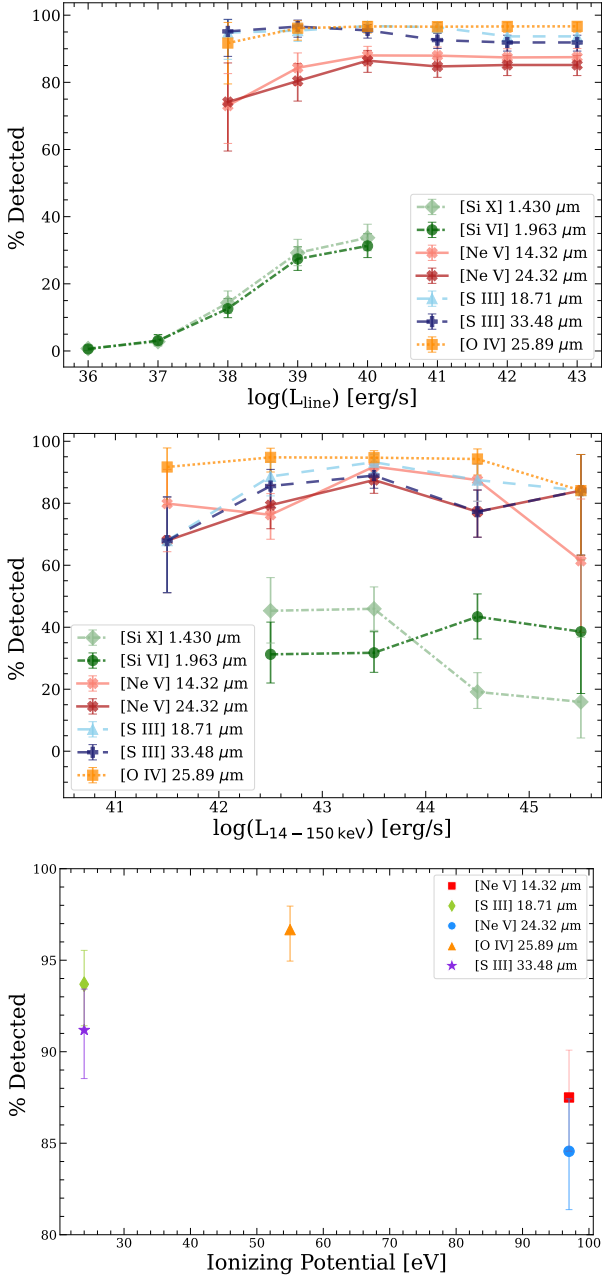 % Detected
100
80
60
40
20
0
[Si X] 1.430 μm
[Si VI] 1.963 μm
[Ne V] 14.32 μm
[Ne V] 24.32 μm
[S III] 18.71 μm
[S III] 33.48 μm
[O IV] 25.89 μm
36 37 38 39 40 41 42 43
log(L_line) [erg/s]
% Detected
100
80
60
40
20
0
[Si X] 1.430 μm
[Si VI] 1.963 μm
[Ne V] 14.32 μm
[Ne V] 24.32 μm
[S III] 18.71 μm
[S III] 33.48 μm
[O IV] 25.89 μm
41 42 43 44 45
log(L_14−150 keV) [erg/s]
% Detected
100
95
90
85
80
[Ne V] 14.32 μm
[S III] 18.71 μm
[Ne V] 24.32 μm
[O IV] 25.89 μm
[S III] 33.48 μm
30 40 50 60 70 80 90 100
Ionizing Potential [eV]